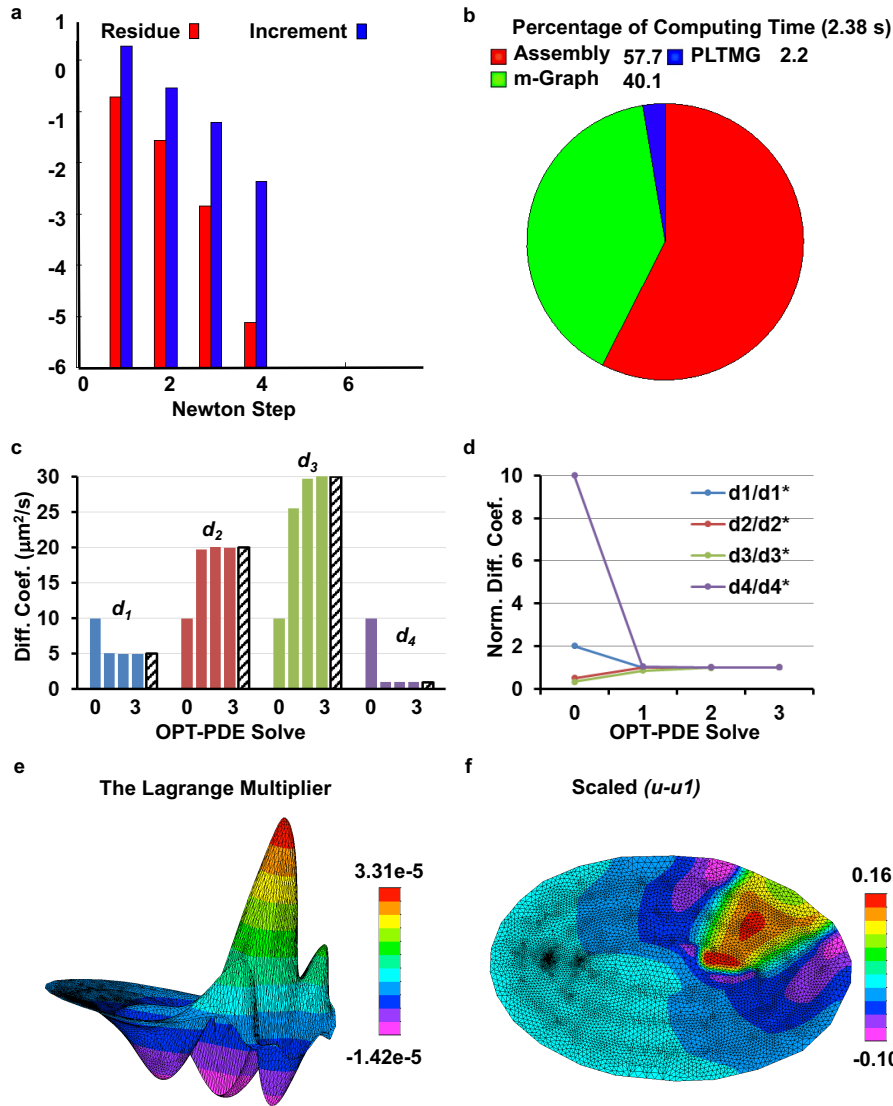 a
Residue Increment
1
0
-1
-2
-3
-4
-5
-6
0 2 4 6
Newton Step
b
Percentage of Computing Time (2.38 s)
Assembly 57.7 PLTMG 2.2
m-Graph 40.1
c
Diff. Coef. (μm²/s)
30
20
10
5
0
d1
d2
d3
d4
0 3 0 3 0 3 0 3
OPT-PDE Solve
d
Norm. Diff. Coef.
10
8
6
4
2
0
d1/d1*
d2/d2*
d3/d3*
d4/d4*
0 1 2 3
OPT-PDE Solve
e
The Lagrange Multiplier
3.31e-5
-1.42e-5
f
Scaled (u-u1)
0.16
-0.10